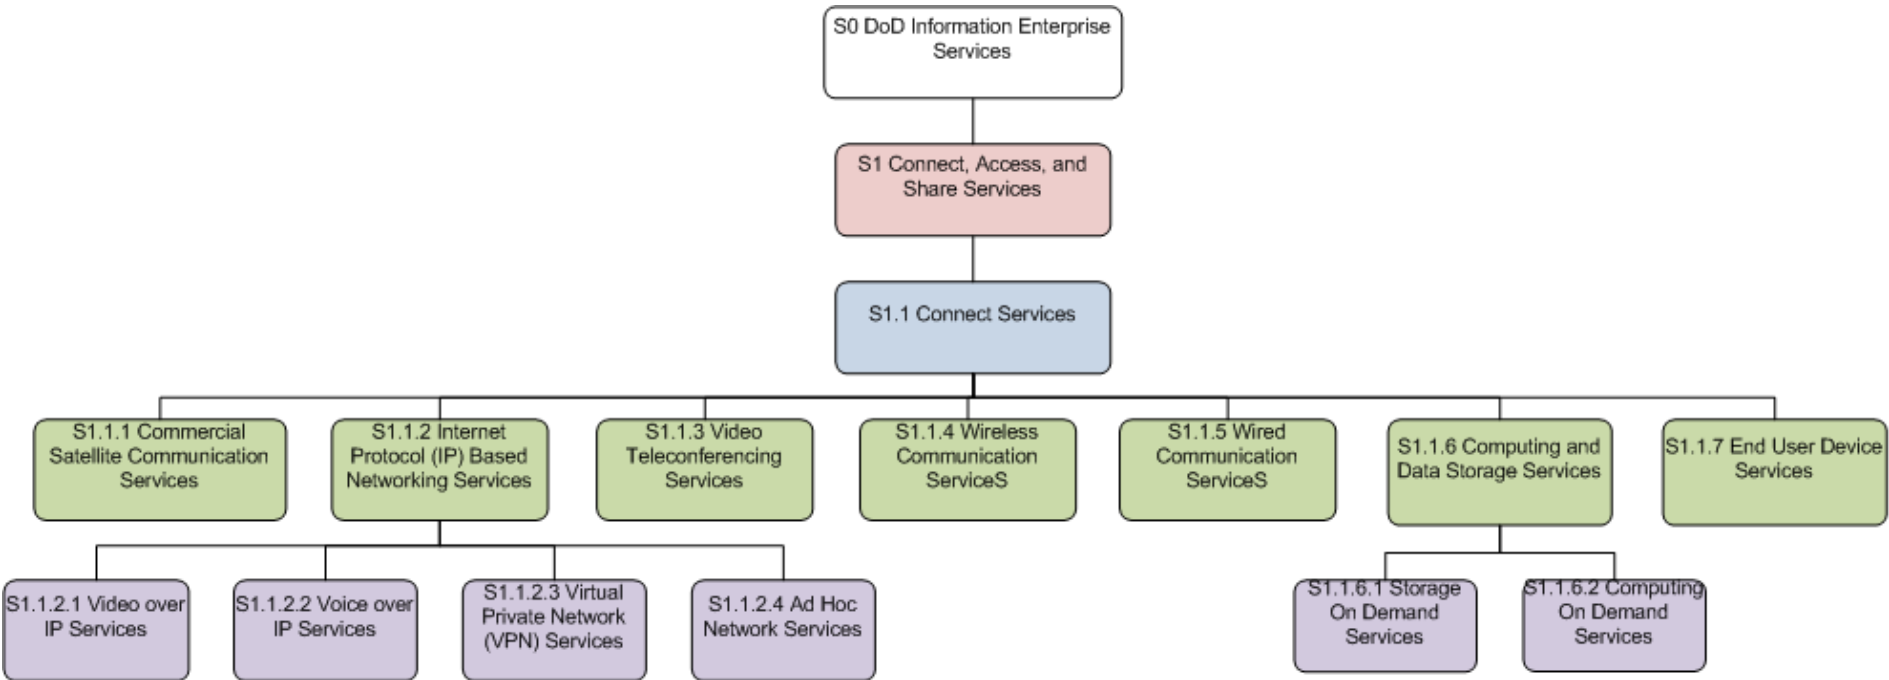 S0 DoD Information Enterprise
Services
S1 Connect, Access, and
Share Services
S1.1 Connect Services
S1.1.1 Commercial
Satellite Communication
Services
S1.1.2 Internet
Protocol (IP) Based
Networking Services
S1.1.3 Video
Teleconferencing
Services
S1.1.4 Wireless
Communication
ServiceS
S1.1.5 Wired
Communication
ServiceS
S1.1.6 Computing and
Data Storage Services
S1.1.7 End User Device
Services
S1.1.2.1 Video over
IP Services
S1.1.2.2 Voice over
IP Services
S1.1.2.3 Virtual
Private Network
(VPN) Services
S1.1.2.4 Ad Hoc
Network Services
S1.1.6.1 Storage
On Demand
Services
S1.1.6.2 Computing
On Demand
Services